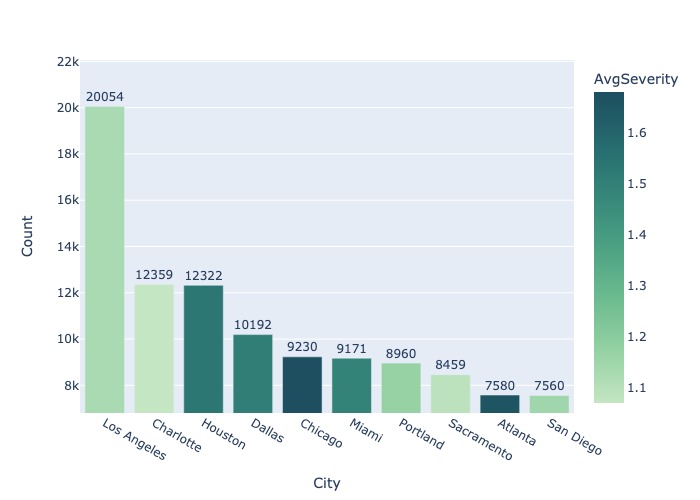 22k
20k
18k
16k
14k
12k
10k
8k
Count
20054
12359
12322
10192
9230
9171
8960
8459
7580
7560
Los Angeles
Charlotte
Houston
Dallas
Chicago
Miami
Portland
Sacramento
Atlanta
San Diego
City
AvgSeverity
1.6
1.5
1.4
1.3
1.2
1.1